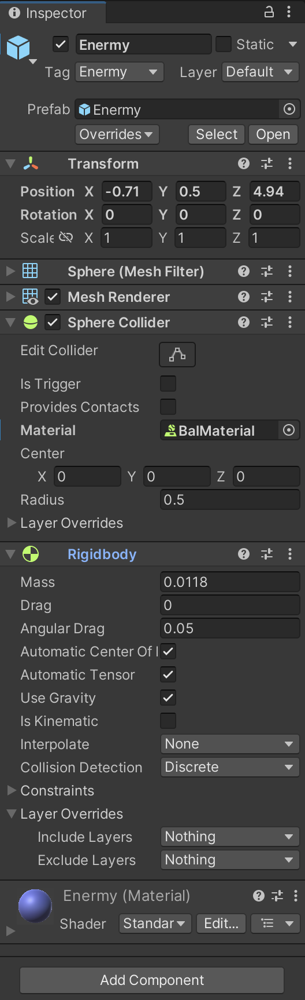 Inspector
Enermy Static
Tag Enermy Layer Default
Prefab Enermy
Overrides Select Open
Transform
Position X -0.71 Y 0.5 Z 4.94
Rotation X 0 Y 0 Z 0
Scale X 1 Y 1 Z 1
Sphere (Mesh Filter)
Mesh Renderer
Sphere Collider
Edit Collider
Is Trigger
Provides Contacts
Material BalMaterial
Center
X 0 Y 0 Z 0
Radius 0.5
Layer Overrides
Rigidbody
Mass 0.0118
Drag 0
Angular Drag 0.05
Automatic Center Of
Automatic Tensor
Use Gravity
Is Kinematic
Interpolate None
Collision Detection Discrete
Constraints
Layer Overrides
Include Layers Nothing
Exclude Layers Nothing
Enermy (Material)
Shader Standar Edit...
Add Component